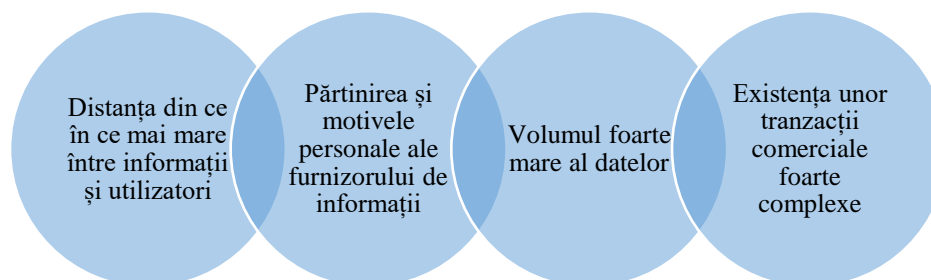 Distanța din ce
în ce mai mare
între informații
și utilizatori
Părtinirea și
motivele
personale ale
furnizorului de
informații
Volumul foarte
mare al datelor
Existența unor
tranzacții
comerciale
foarte
complexe